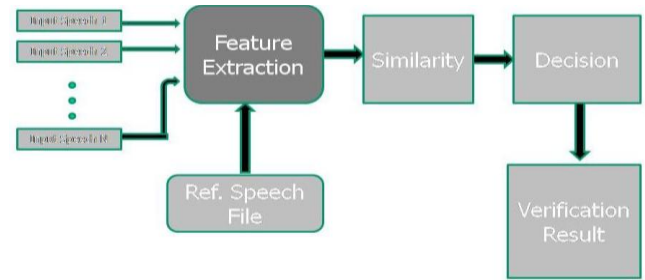 Input Speech 1
Input Speech 2
Input Speech N
Feature
Extraction
Similarity
Decision
Ref. Speech
File
Verification
Result